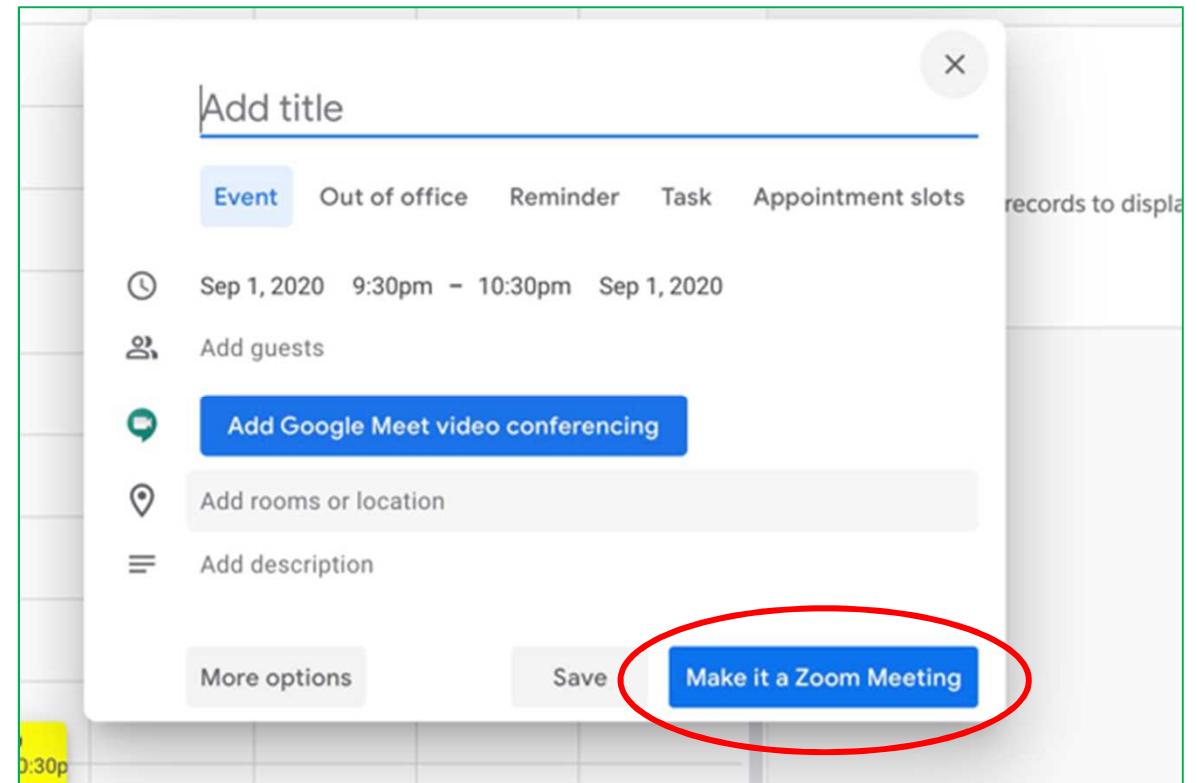 Add title
Event Out of office Reminder Task Appointment slots
records to displa
Sep 1, 2020 9:30pm – 10:30pm Sep 1, 2020
Add guests
Add Google Meet video conferencing
Add rooms or location
Add description
More options Save Make it a Zoom Meeting
0:30p